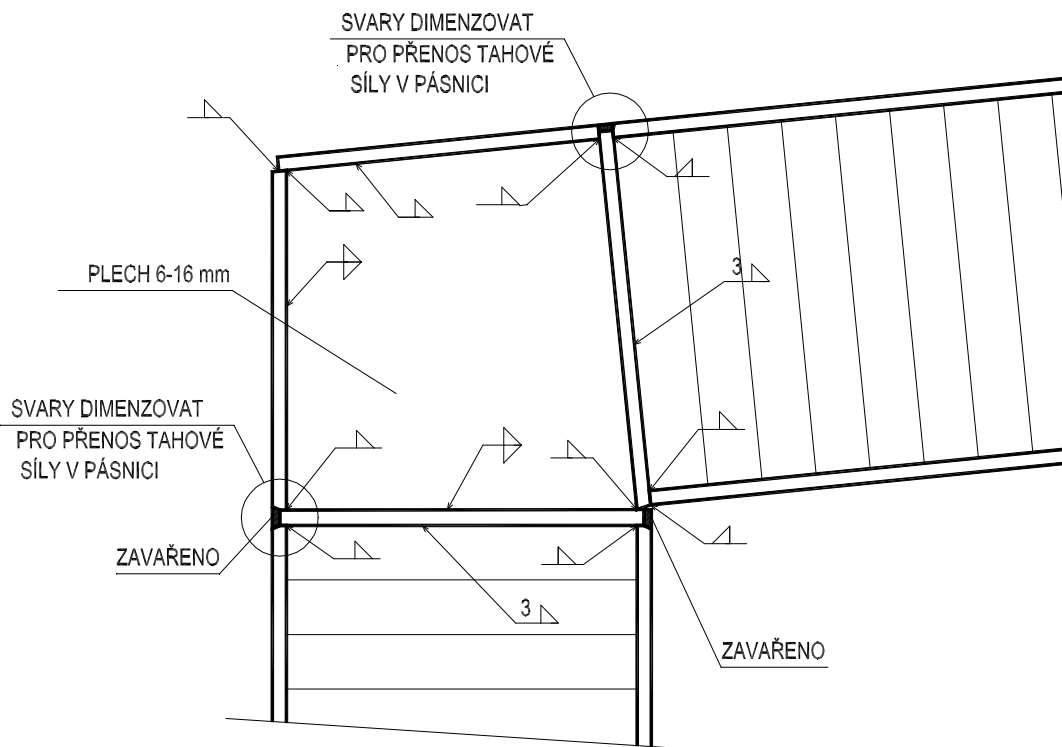 SVARY DIMENZOVAT
PRO PŘENOS TAHOVÉ
SÍLY V PÁSNICI
PLECH 6-16 mm
3
SVARY DIMENZOVAT
PRO PŘENOS TAHOVÉ
SÍLY V PÁSNICI
ZAVAŘENO
3
ZAVAŘENO